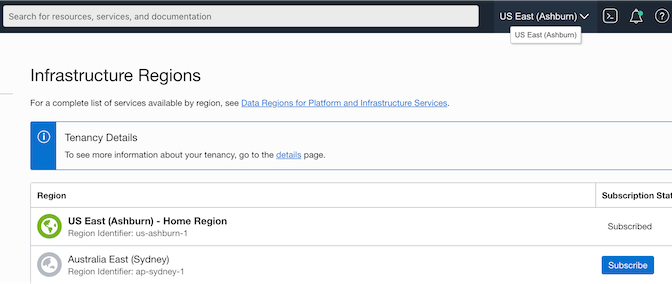 Search for resources, services, and documentation
US East (Ashburn)
US East (Ashburn)
Infrastructure Regions
For a complete list of services available by region, see Data Regions for Platform and Infrastructure Services.
Tenancy Details
To see more information about your tenancy, go to the details page.
Region Subscription Stat
US East (Ashburn) - Home Region
Region Identifier: us-ashburn-1
Subscribed
Australia East (Sydney)
Region Identifier: ap-sydney-1
Subscribe